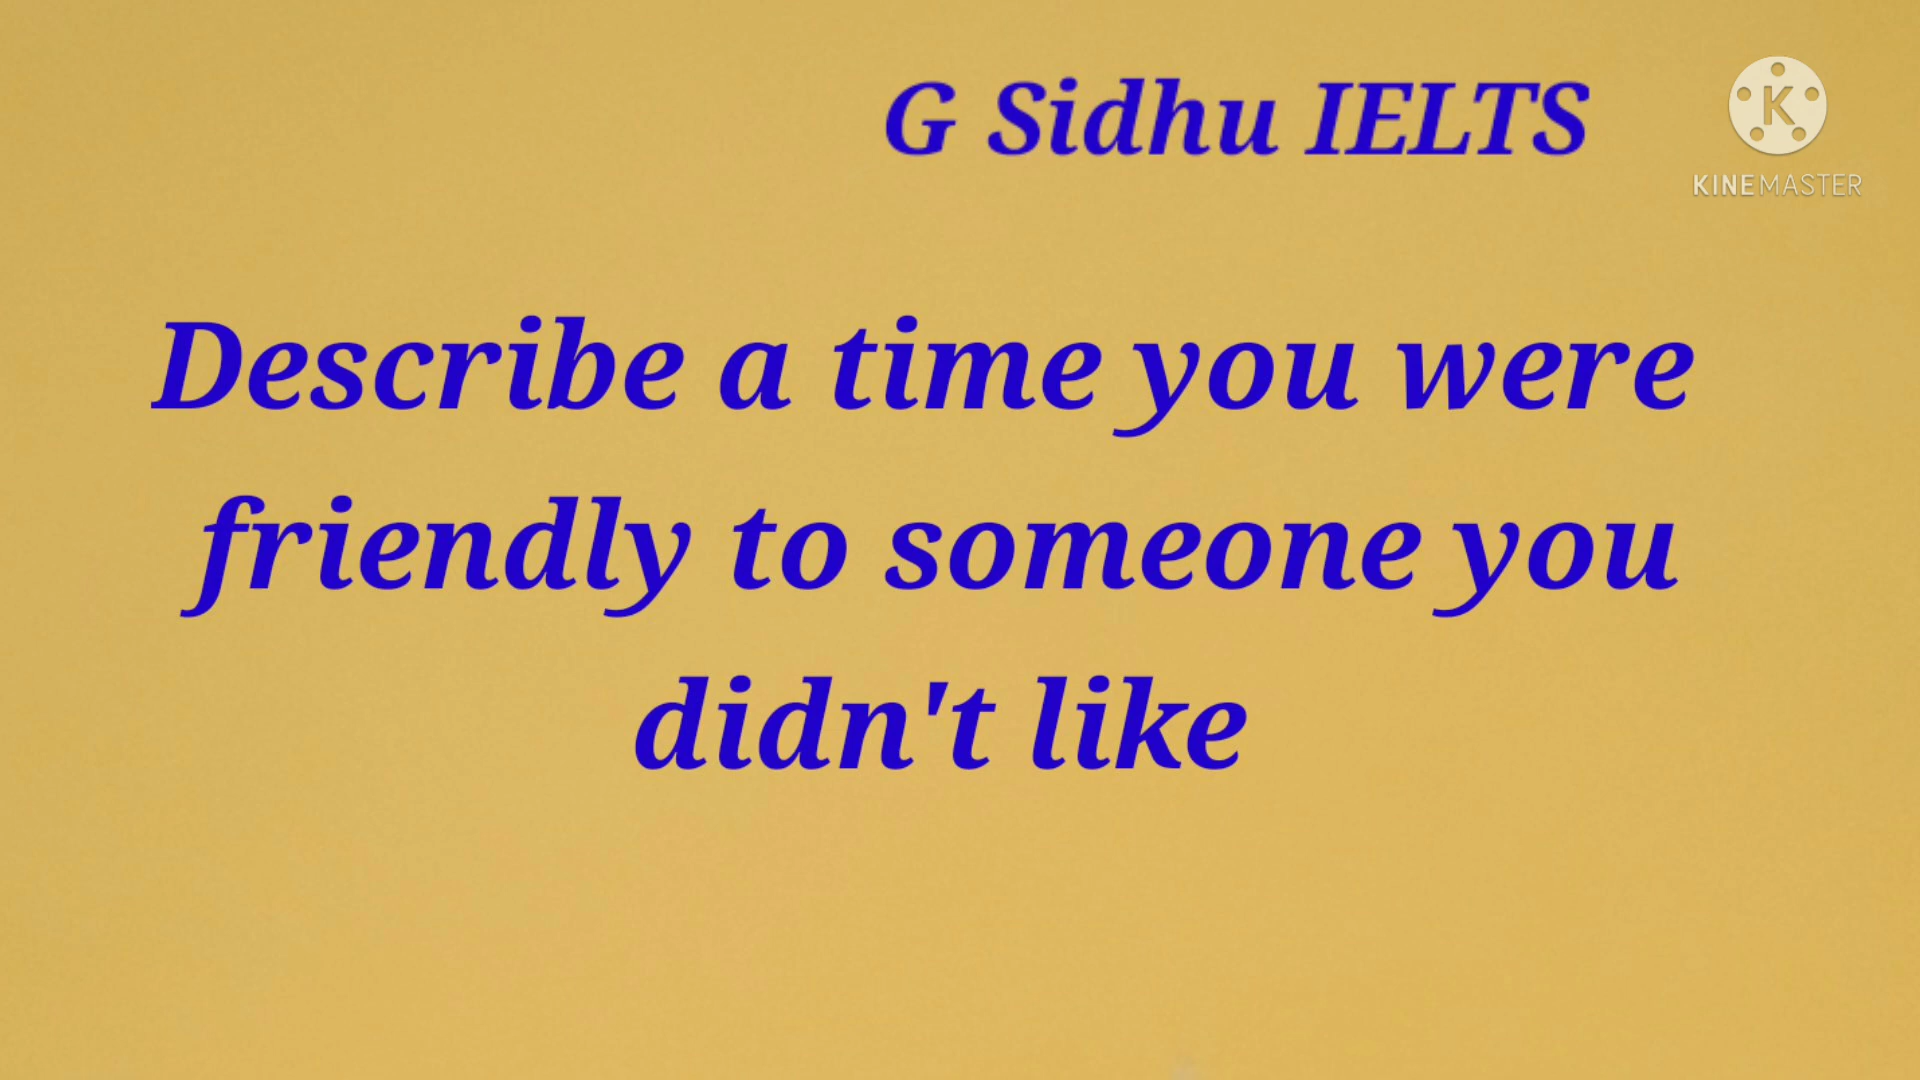 G Sidhu IELTS
K
KINEMASTER
Describe a time you were
friendly to someone you
didn't like